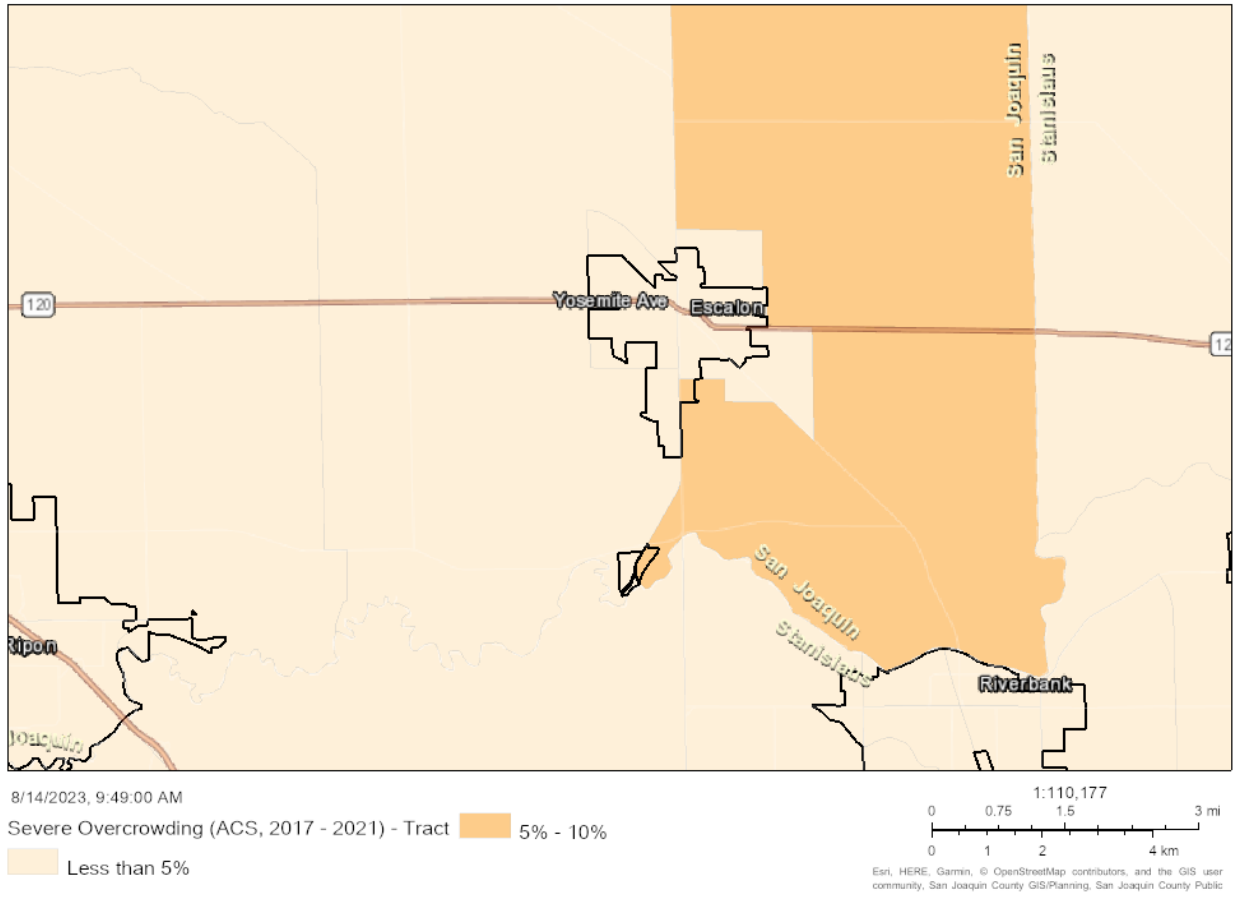 San Joaquin
Stanislaus
120
Yosemite Ave
Escalon
12
San Joaquin
Stanislaus
Ripon
Riverbank
Joaquin
8/14/2023, 9:49:00 AM
1:110,177
Severe Overcrowding (ACS, 2017 - 2021) - Tract
5% - 10%
Less than 5%
0 0.75 1.5 3 mi
0 1 2 4 km
Esri, HERE, Garmin, © OpenStreetMap contributors, and the GIS user
community, San Joaquin County GIS/Planning, San Joaquin County Public